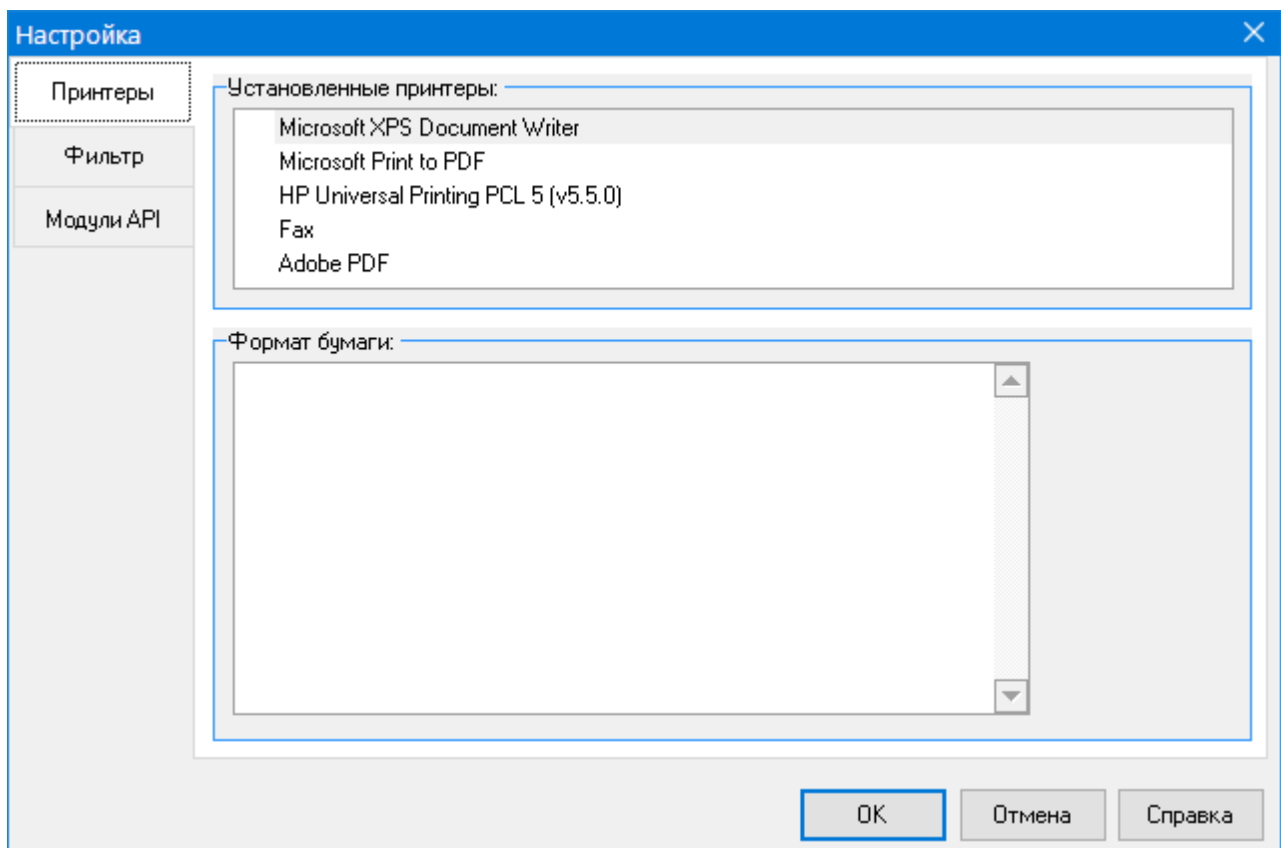 Настройка
Принтеры
Фильтр
Модули API
Установленные принтеры:
Microsoft XPS Document Writer
Microsoft Print to PDF
HP Universal Printing PCL 5 (v5.5.0)
Fax
Adobe PDF
Формат бумаги:
OK
Отмена
Справка